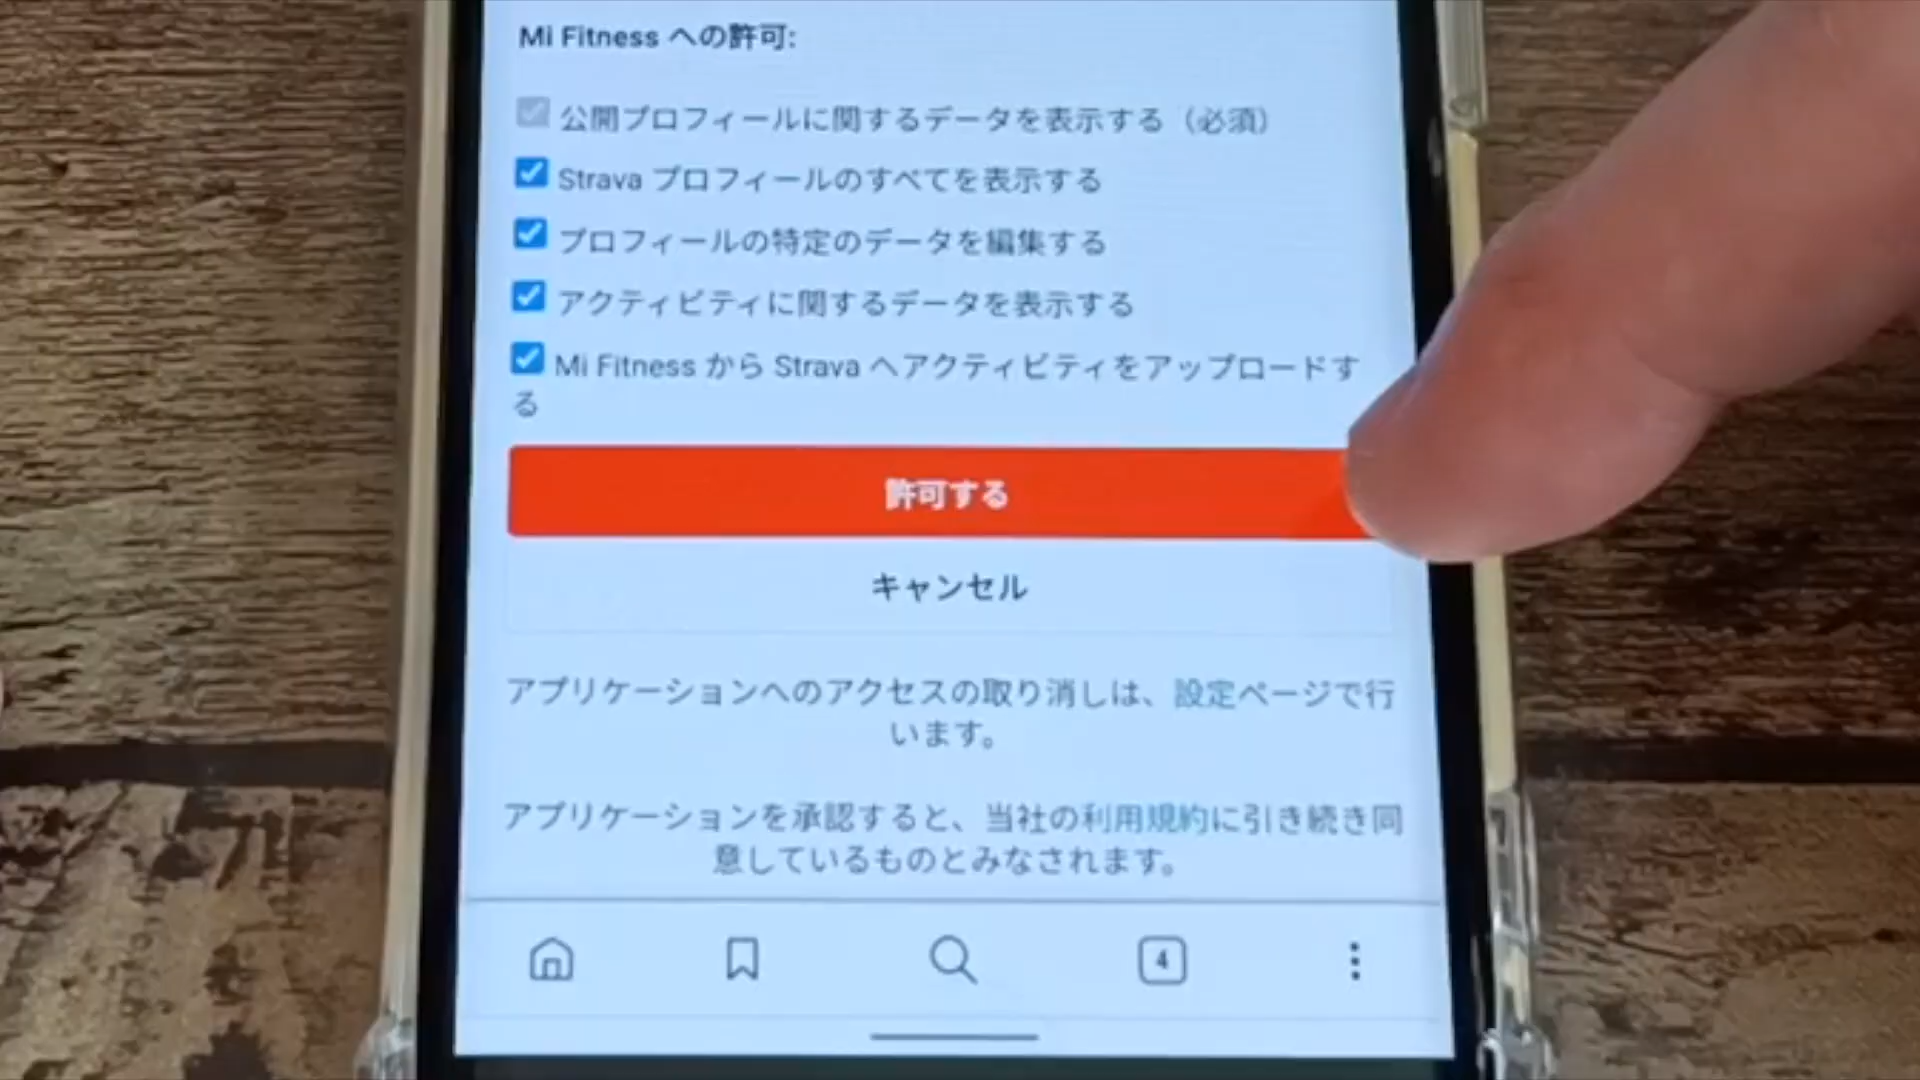 Mi Fitness への許可:
公開プロフィールに関するデータを表示する（必須）
Strava プロフィールのすべてを表示する
プロフィールの特定のデータを編集する
アクティビティに関するデータを表示する
Mi Fitness から Strava へアクティビティをアップロードす
る
許可する
キャンセル
アプリケーションへのアクセスの取り消しは、設定ページで行
います。
アプリケーションを承認すると、当社の利用規約に引き続き同
意しているものとみなされます。
4